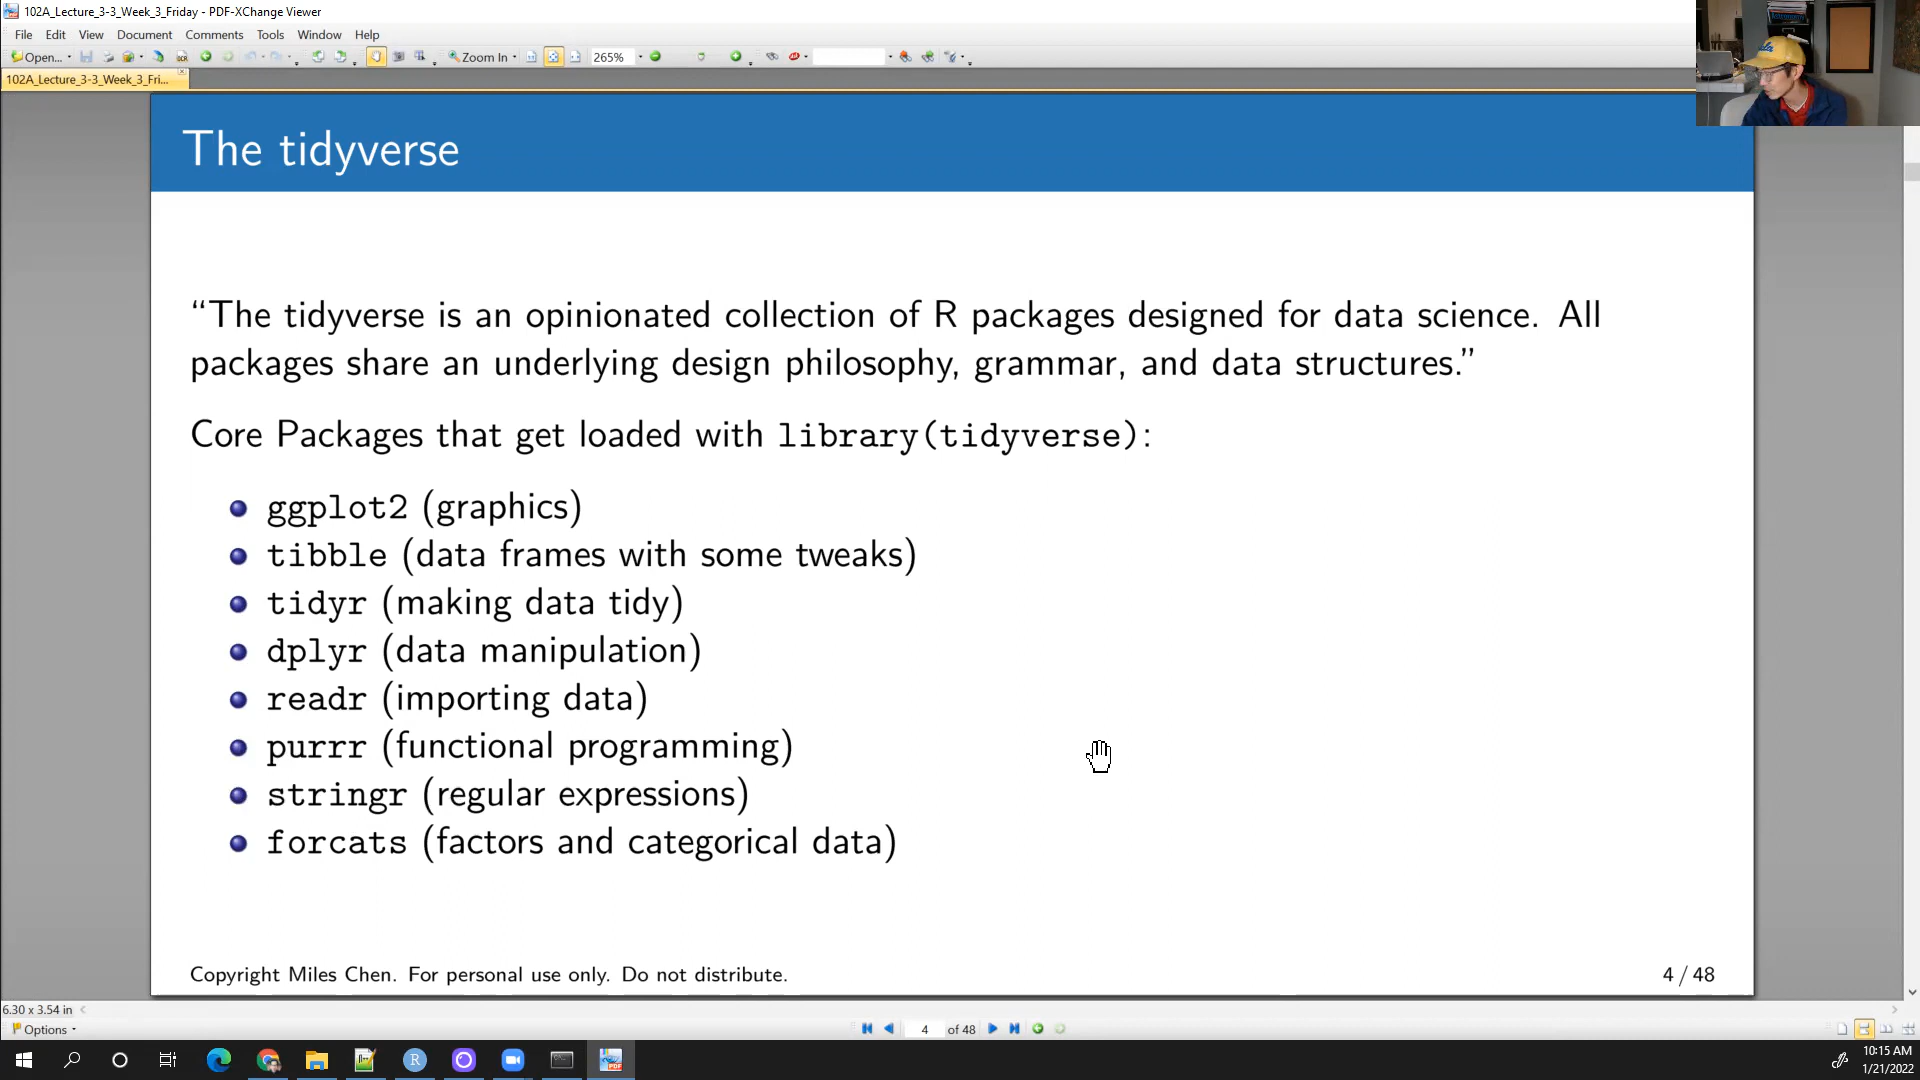 102A_Lecture_3-3_Week_3_Friday - PDF-XChange Viewer
File Edit View Document Comments Tools Window Help
Open... Zoom In 265%
102A_Lecture_3-3_Week_3_Fri...
The tidyverse
“The tidyverse is an opinionated collection of R packages designed for data science. All
packages share an underlying design philosophy, grammar, and data structures.”
Core Packages that get loaded with library(tidyverse):
ggplot2 (graphics)
tibble (data frames with some tweaks)
tidyr (making data tidy)
dplyr (data manipulation)
readr (importing data)
purrr (functional programming)
stringr (regular expressions)
forcats (factors and categorical data)
Copyright Miles Chen. For personal use only. Do not distribute.
4 / 48
6.30 x 3.54 in
Options
4 of 48
10:15 AM
1/21/2022